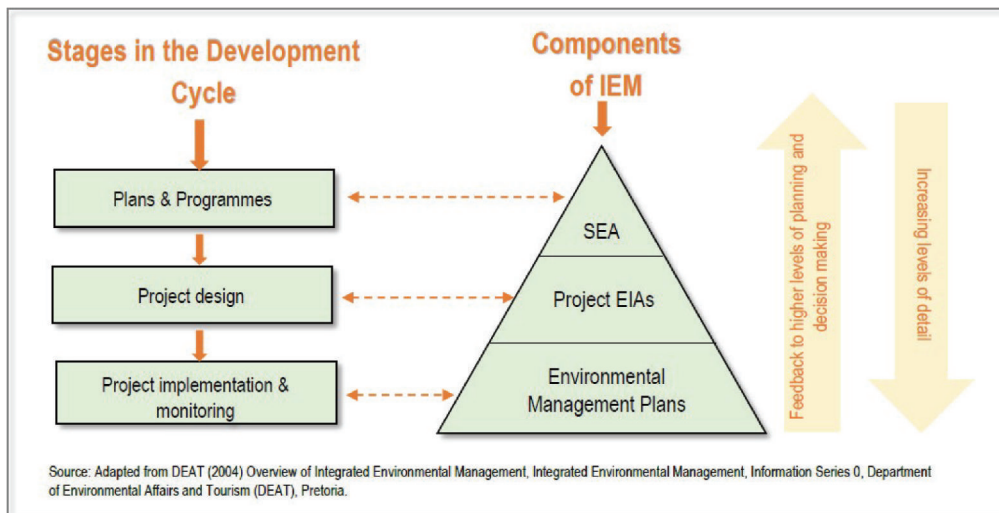 Stages in the Development
Cycle
Components
of IEM
Plans & Programmes
Project design
Project implementation &
monitoring
SEA
Project EIAs
Environmental
Management Plans
Feedback to higher levels of planning and
decision making
Increasing levels of detail
Source: Adapted from DEAT (2004) Overview of Integrated Environmental Management, Integrated Environmental Management, Information Series 0, Department
of Environmental Affairs and Tourism (DEAT), Pretoria.